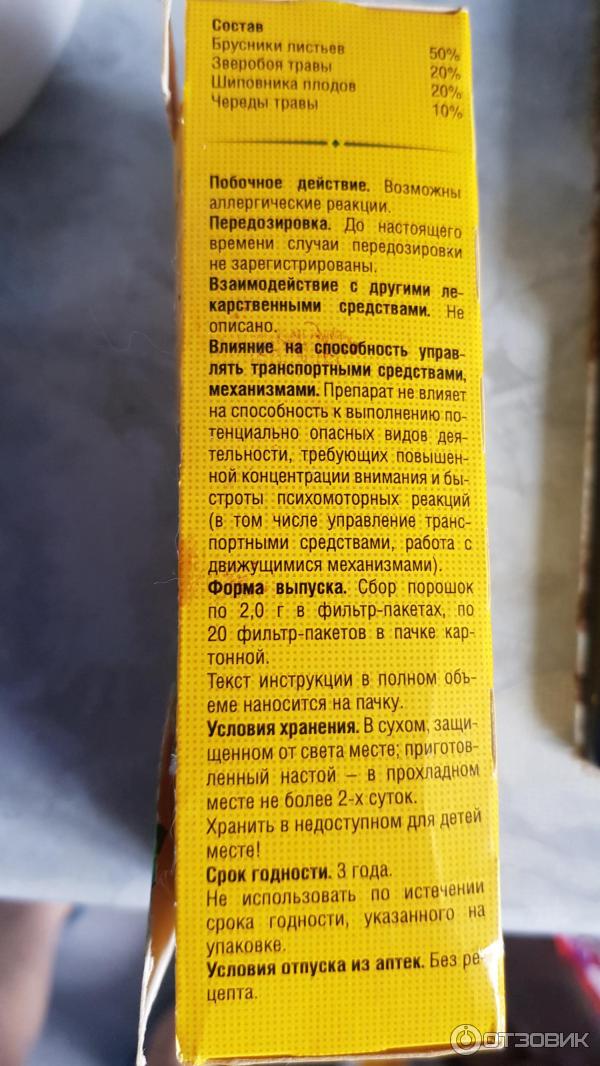 Состав
Брусники листьев 50%
Зверобоя травы 20%
Шиповника плодов 20%
Череды травы 10%
Побочное действие. Возможны
аллергические реакции.
Передозировка. До настоящего
времени случаи передозировки
не зарегистрированы.
Взаимодействие с другими ле-
карственными средствами. Не
описано.
Влияние на способность управ-
лять транспортными средствами,
механизмами. Препарат не влияет
на способность к выполнению по-
тенциально опасных видов дея-
тельности, требующих повышен-
ной концентрации внимания и бы-
строты психомоторных реакций
(в том числе управление транс-
портными средствами, работа с
движущимися механизмами).
Форма выпуска. Сбор порошок
по 2,0 г в фильтр-пакетах, по
20 фильтр-пакетов в пачке кар-
тонной.
Текст инструкции в полном объ-
еме наносится на пачку.
Условия хранения. В сухом, защи-
щенном от света месте; приготов-
ленный настой – в прохладном
месте не более 2-х суток.
Хранить в недоступном для детей
месте!
Срок годности. 3 года.
Не использовать по истечении
срока годности, указанного на
упаковке.
Условия отпуска из аптек. Без ре-
цепта.
ОТЗОВИК